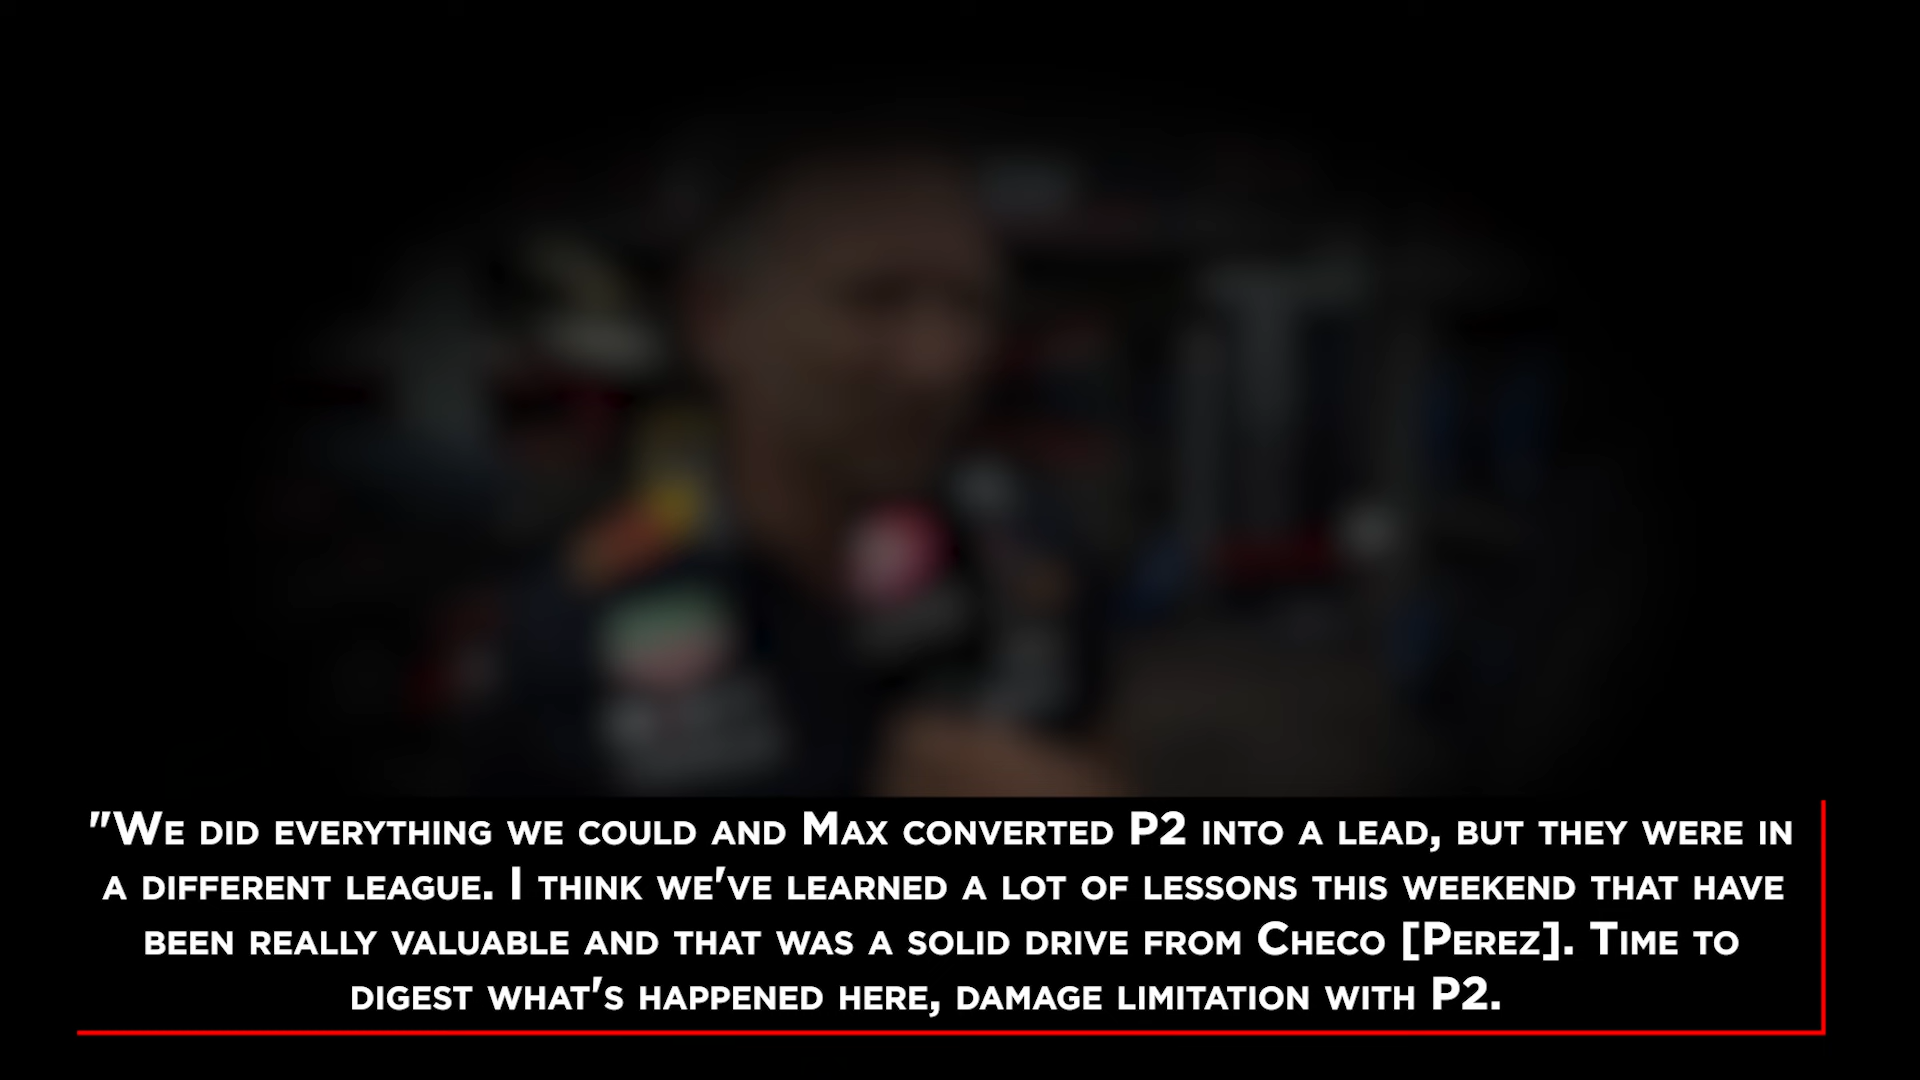 "We did everything we could and Max converted P2 into a lead, but they were in
a different league. I think we've learned a lot of lessons this weekend that have
been really valuable and that was a solid drive from Checo [Perez]. Time to
digest what's happened here, damage limitation with P2.